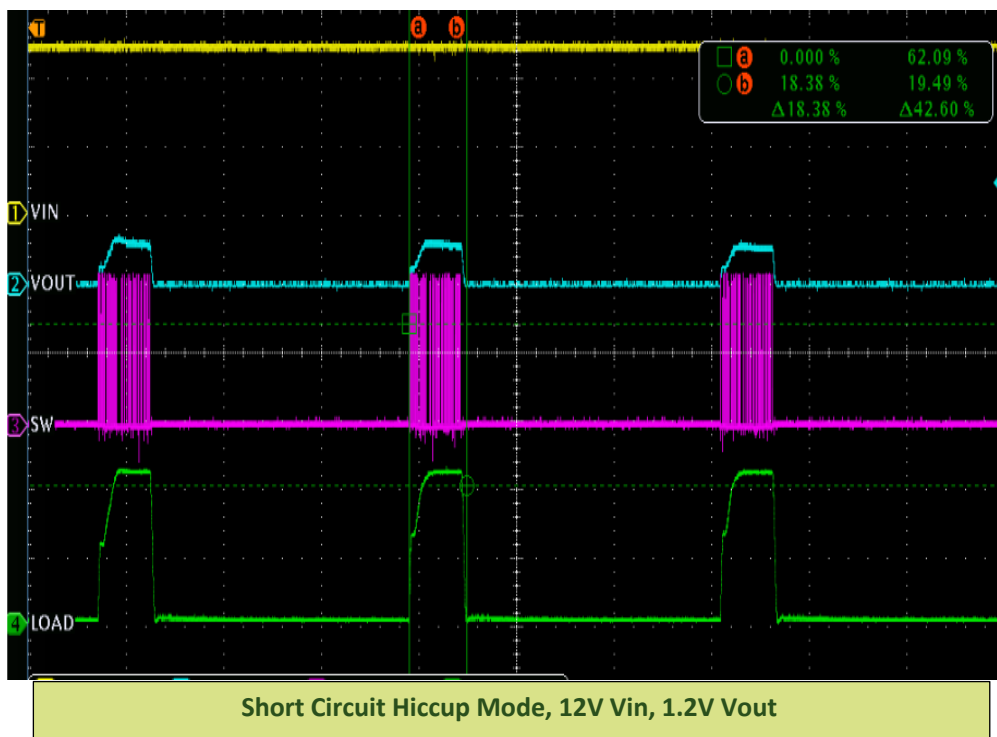 T
a b
a 0.000 % 62.09 %
b 18.38 % 19.49 %
Δ18.38 % Δ42.60 %
1 VIN
2 VOUT
3 SW
4 LOAD
Short Circuit Hiccup Mode, 12V Vin, 1.2V Vout